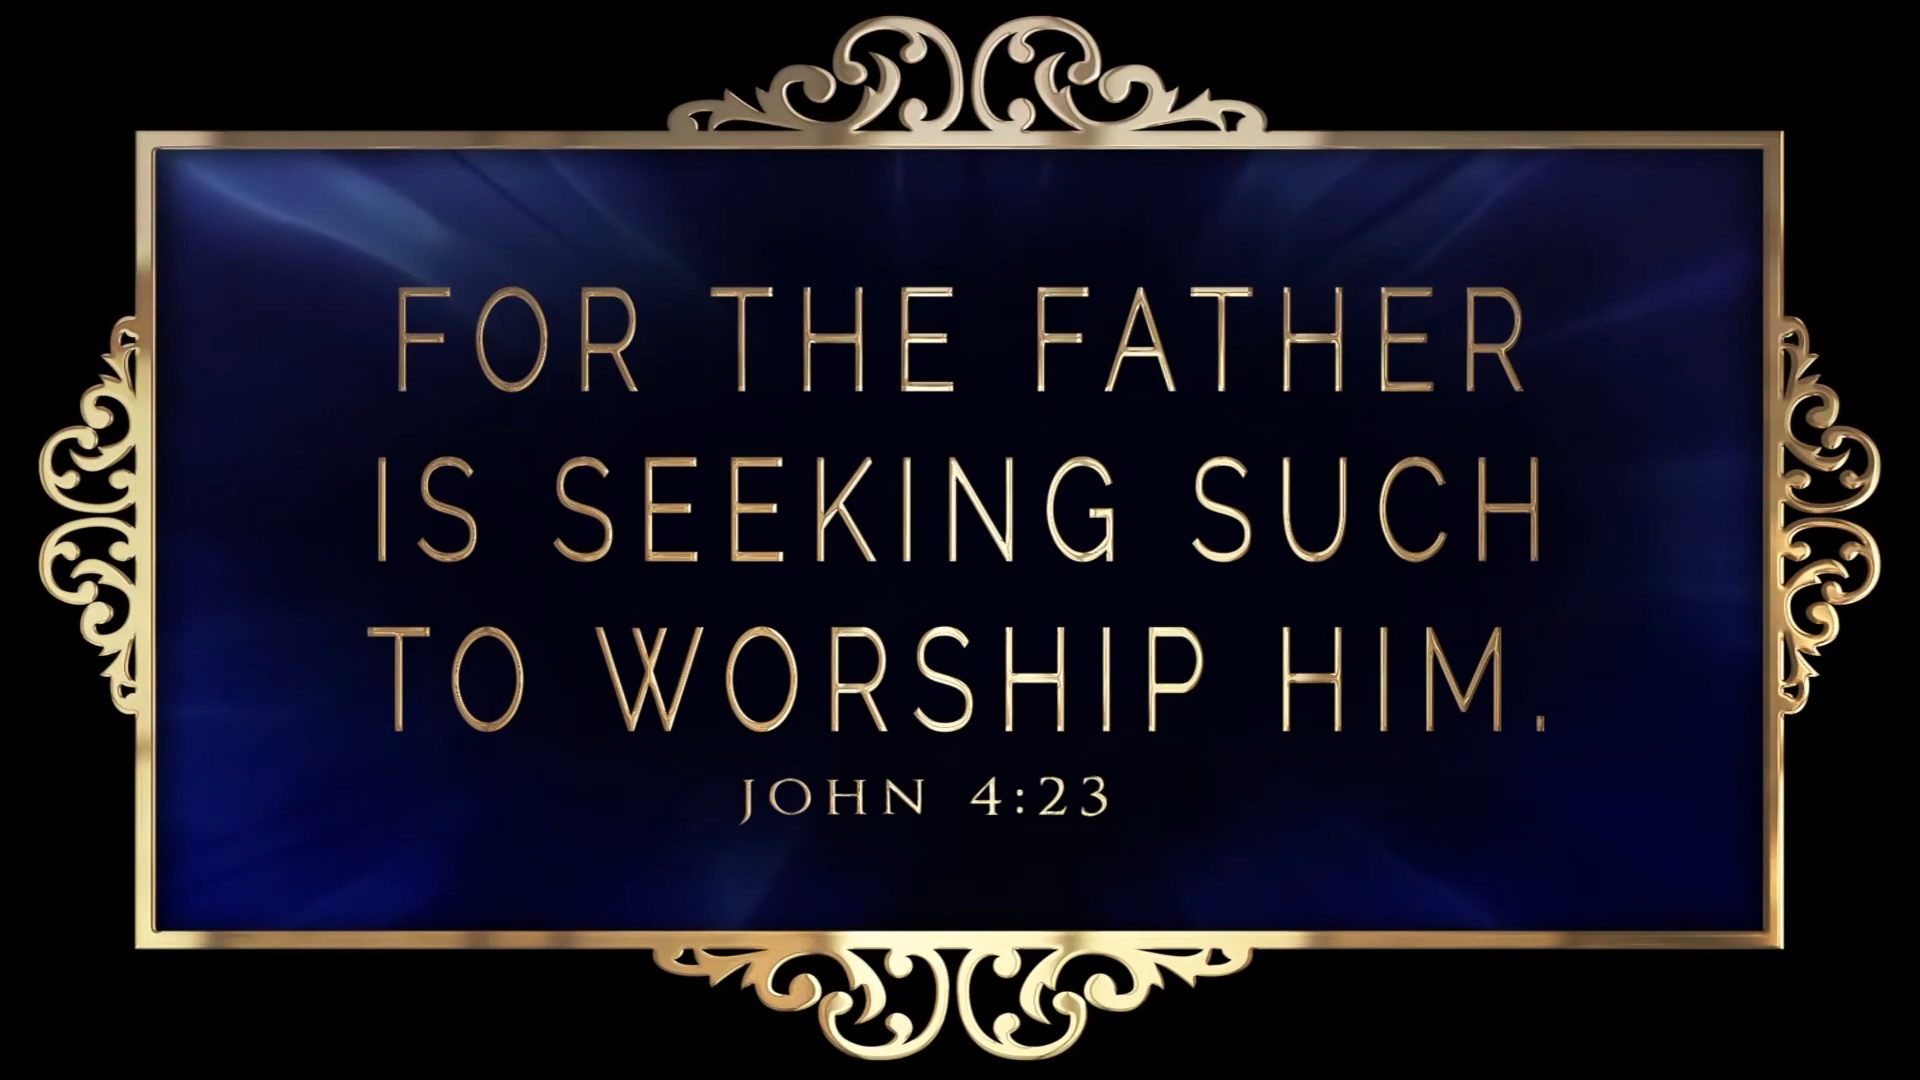 FOR THE FATHER
IS SEEKING SUCH
TO WORSHIP HIM.
JOHN 4:23